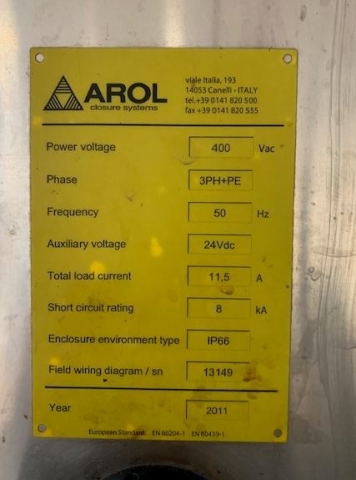 AROL
closure systems
viale Italia, 193
14053 Canelli - ITALY
tel.+39 0141 820 500
fax +39 0141 820 555
Power voltage 400 Vac
Phase 3PH+PE
Frequency 50 Hz
Auxiliary voltage 24Vdc
Total load current 11.5 A
Short circuit rating 8 kA
Enclosure environment type IP66
Field wiring diagram / sn 13149
Year 2011
European Standard: EN 60204-1 EN 60439-1